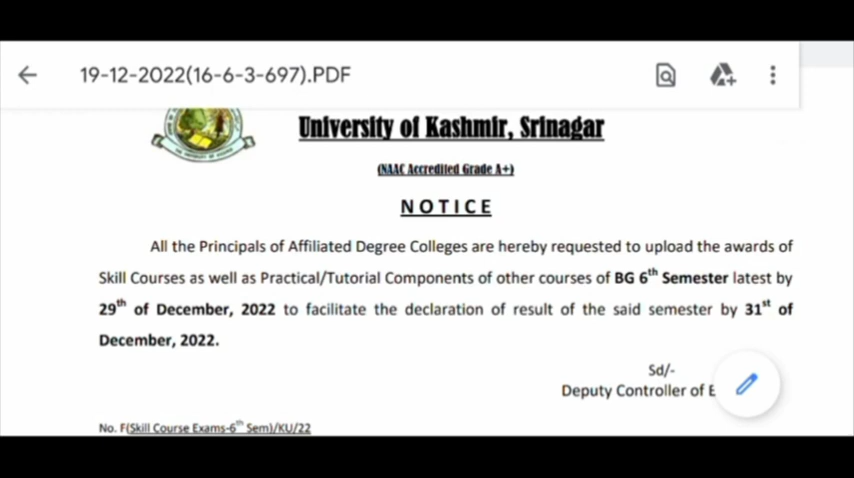 19-12-2022(16-6-3-697).PDF
University of Kashmir, Srinagar
(NAAC Accredited Grade A+)
NOTICE
All the Principals of Affiliated Degree Colleges are hereby requested to upload the awards of
Skill Courses as well as Practical/Tutorial Components of other courses of BG 6th Semester latest by
29th of December, 2022 to facilitate the declaration of result of the said semester by 31st of
December, 2022.
Sd/-
Deputy Controller of E
No. F(Skill Course Exams-6th Sem)/KU/22